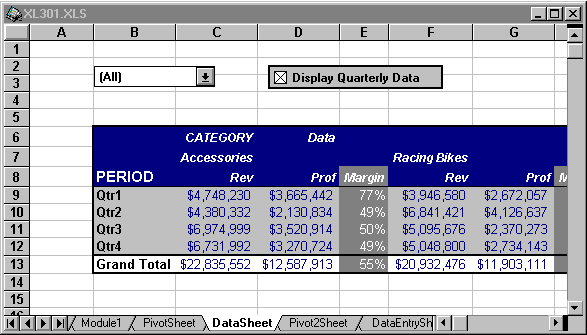 XL301.XLS
A B C D E F G
1
2
(All) Display Quarterly Data
3
4
5
6 CATEGORY Data
7 Accessories Racing Bikes
8 PERIOD Rev Prof Margin Rev Prof
9 Qtr1 $4,748,230 $3,665,442 77% $3,946,580 $2,672,057
10 Qtr2 $4,380,332 $2,130,834 49% $6,841,421 $4,126,637
11 Qtr3 $6,974,999 $3,520,914 50% $5,095,676 $2,370,273
12 Qtr4 $6,731,992 $3,270,724 49% $5,048,800 $2,734,143
13 Grand Total $22,835,552 $12,587,913 55% $20,932,476 $11,903,111
14
15
Module1 PivotSheet DataSheet Pivot2Sheet DataEntrySh